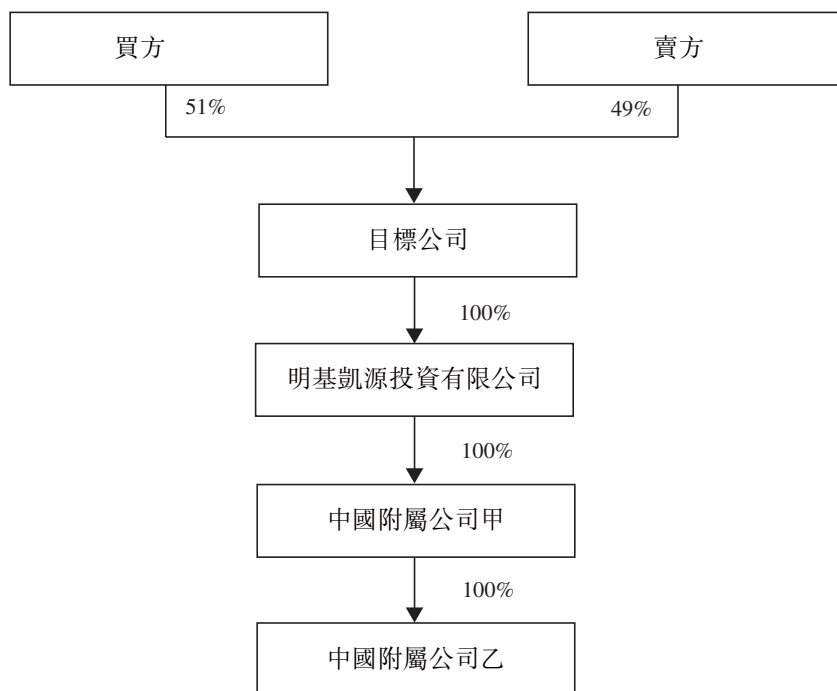 買方
賣方
51%
49%
目標公司
100%
明基凱源投資有限公司
100%
中國附屬公司甲
100%
中國附屬公司乙